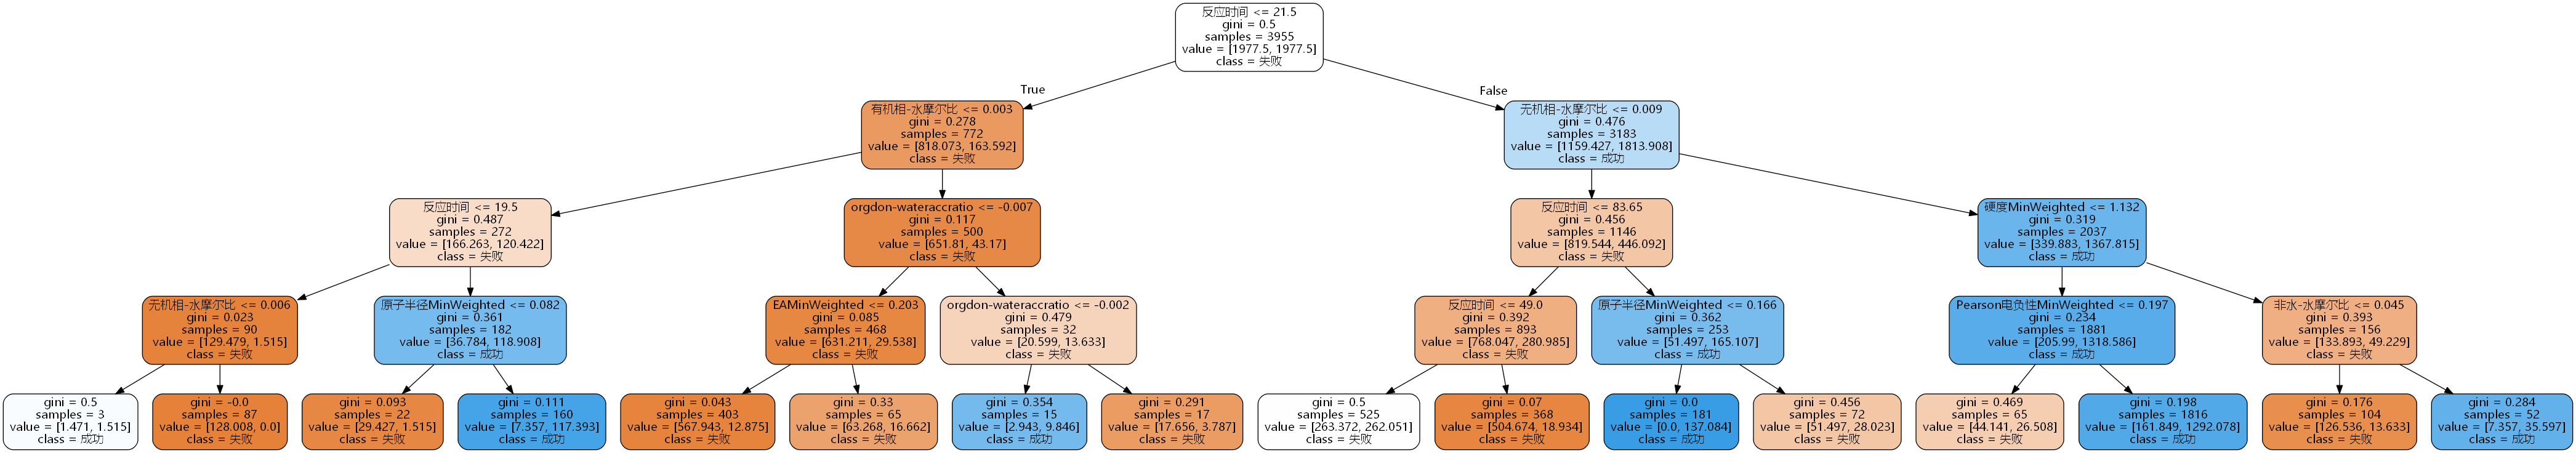 反应时间 <= 21.5
gini = 0.5
samples = 3955
value = [1977.5, 1977.5]
class = 失败
True
False
有机相-水摩尔比 <= 0.003
gini = 0.278
samples = 772
value = [818.073, 163.592]
class = 失败
无机相-水摩尔比 <= 0.009
gini = 0.476
samples = 3183
value = [1159.427, 1813.908]
class = 成功
反应时间 <= 19.5
gini = 0.487
samples = 272
value = [166.263, 120.422]
class = 失败
orgdon-wateraccratio <= -0.007
gini = 0.117
samples = 500
value = [651.81, 43.17]
class = 失败
反应时间 <= 83.65
gini = 0.456
samples = 1146
value = [819.544, 446.092]
class = 失败
硬度MinWeighted <= 1.132
gini = 0.319
samples = 2037
value = [339.883, 1367.815]
class = 成功
无机相-水摩尔比 <= 0.006
gini = 0.023
samples = 90
value = [129.479, 1.515]
class = 失败
原子半径MinWeighted <= 0.082
gini = 0.361
samples = 182
value = [36.784, 118.908]
class = 成功
EAMinWeighted <= 0.203
gini = 0.085
samples = 468
value = [631.211, 29.538]
class = 失败
orgdon-wateraccratio <= -0.002
gini = 0.479
samples = 32
value = [20.599, 13.633]
class = 失败
反应时间 <= 49.0
gini = 0.392
samples = 893
value = [768.047, 280.985]
class = 失败
原子半径MinWeighted <= 0.166
gini = 0.362
samples = 253
value = [51.497, 165.107]
class = 成功
Pearson电负性MinWeighted <= 0.197
gini = 0.234
samples = 1881
value = [205.99, 1318.586]
class = 成功
非水-水摩尔比 <= 0.045
gini = 0.393
samples = 156
value = [133.893, 49.229]
class = 失败
gini = 0.5
samples = 3
value = [1.471, 1.515]
class = 成功
gini = -0.0
samples = 87
value = [128.008, 0.0]
class = 失败
gini = 0.093
samples = 22
value = [29.427, 1.515]
class = 失败
gini = 0.111
samples = 160
value = [7.357, 117.393]
class = 成功
gini = 0.043
samples = 403
value = [567.943, 12.875]
class = 失败
gini = 0.33
samples = 65
value = [63.268, 16.662]
class = 失败
gini = 0.354
samples = 15
value = [2.943, 9.846]
class = 成功
gini = 0.291
samples = 17
value = [17.656, 3.787]
class = 失败
gini = 0.5
samples = 525
value = [263.372, 262.051]
class = 失败
gini = 0.07
samples = 368
value = [504.674, 18.934]
class = 失败
gini = 0.0
samples = 181
value = [0.0, 137.084]
class = 成功
gini = 0.456
samples = 72
value = [51.497, 28.023]
class = 失败
gini = 0.469
samples = 65
value = [44.141, 26.508]
class = 失败
gini = 0.198
samples = 1816
value = [161.849, 1292.078]
class = 成功
gini = 0.176
samples = 104
value = [126.536, 13.633]
class = 失败
gini = 0.284
samples = 52
value = [7.357, 35.597]
class = 成功